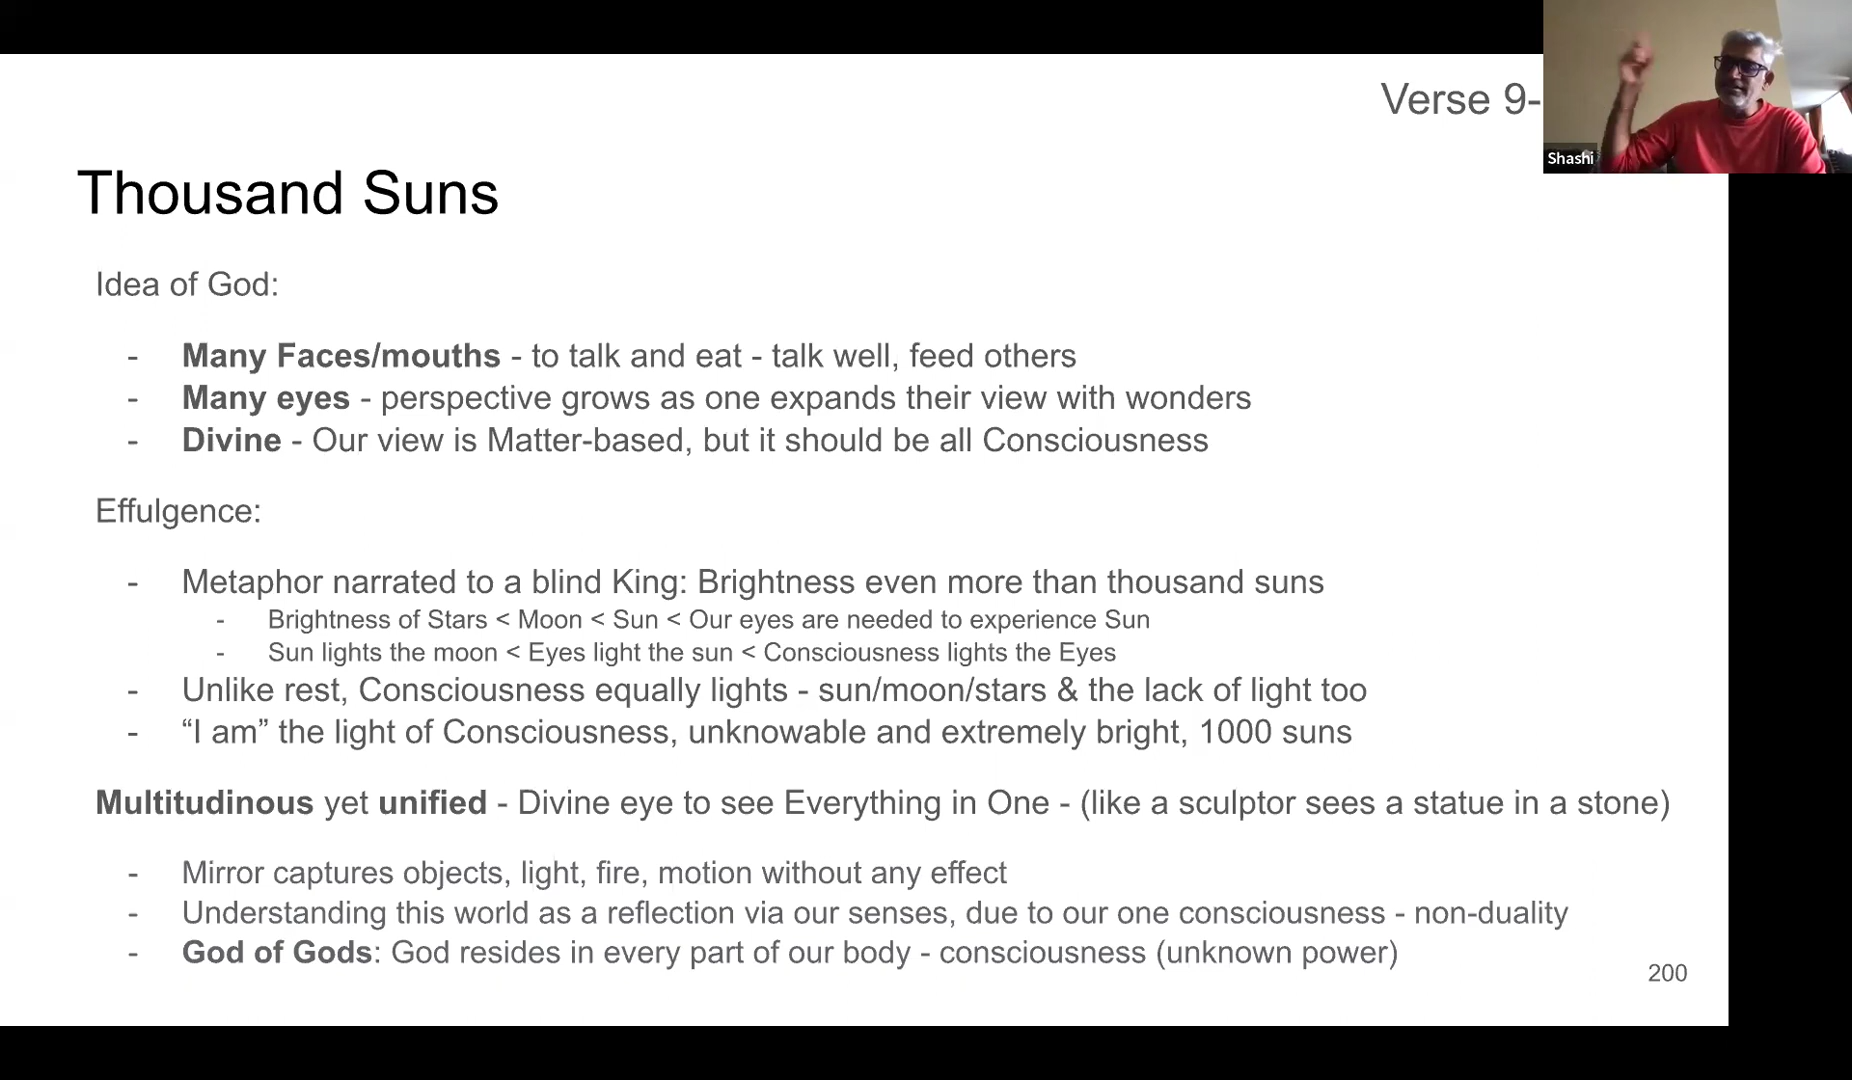 Verse 9-
Shashi
Thousand Suns
Idea of God:
- Many Faces/mouths - to talk and eat - talk well, feed others
- Many eyes - perspective grows as one expands their view with wonders
- Divine - Our view is Matter-based, but it should be all Consciousness
Effulgence:
- Metaphor narrated to a blind King: Brightness even more than thousand suns
- Brightness of Stars < Moon < Sun < Our eyes are needed to experience Sun
- Sun lights the moon < Eyes light the sun < Consciousness lights the Eyes
- Unlike rest, Consciousness equally lights - sun/moon/stars & the lack of light too
- “I am” the light of Consciousness, unknowable and extremely bright, 1000 suns
Multitudinous yet unified - Divine eye to see Everything in One - (like a sculptor sees a statue in a stone)
- Mirror captures objects, light, fire, motion without any effect
- Understanding this world as a reflection via our senses, due to our one consciousness - non-duality
- God of Gods: God resides in every part of our body - consciousness (unknown power)
200